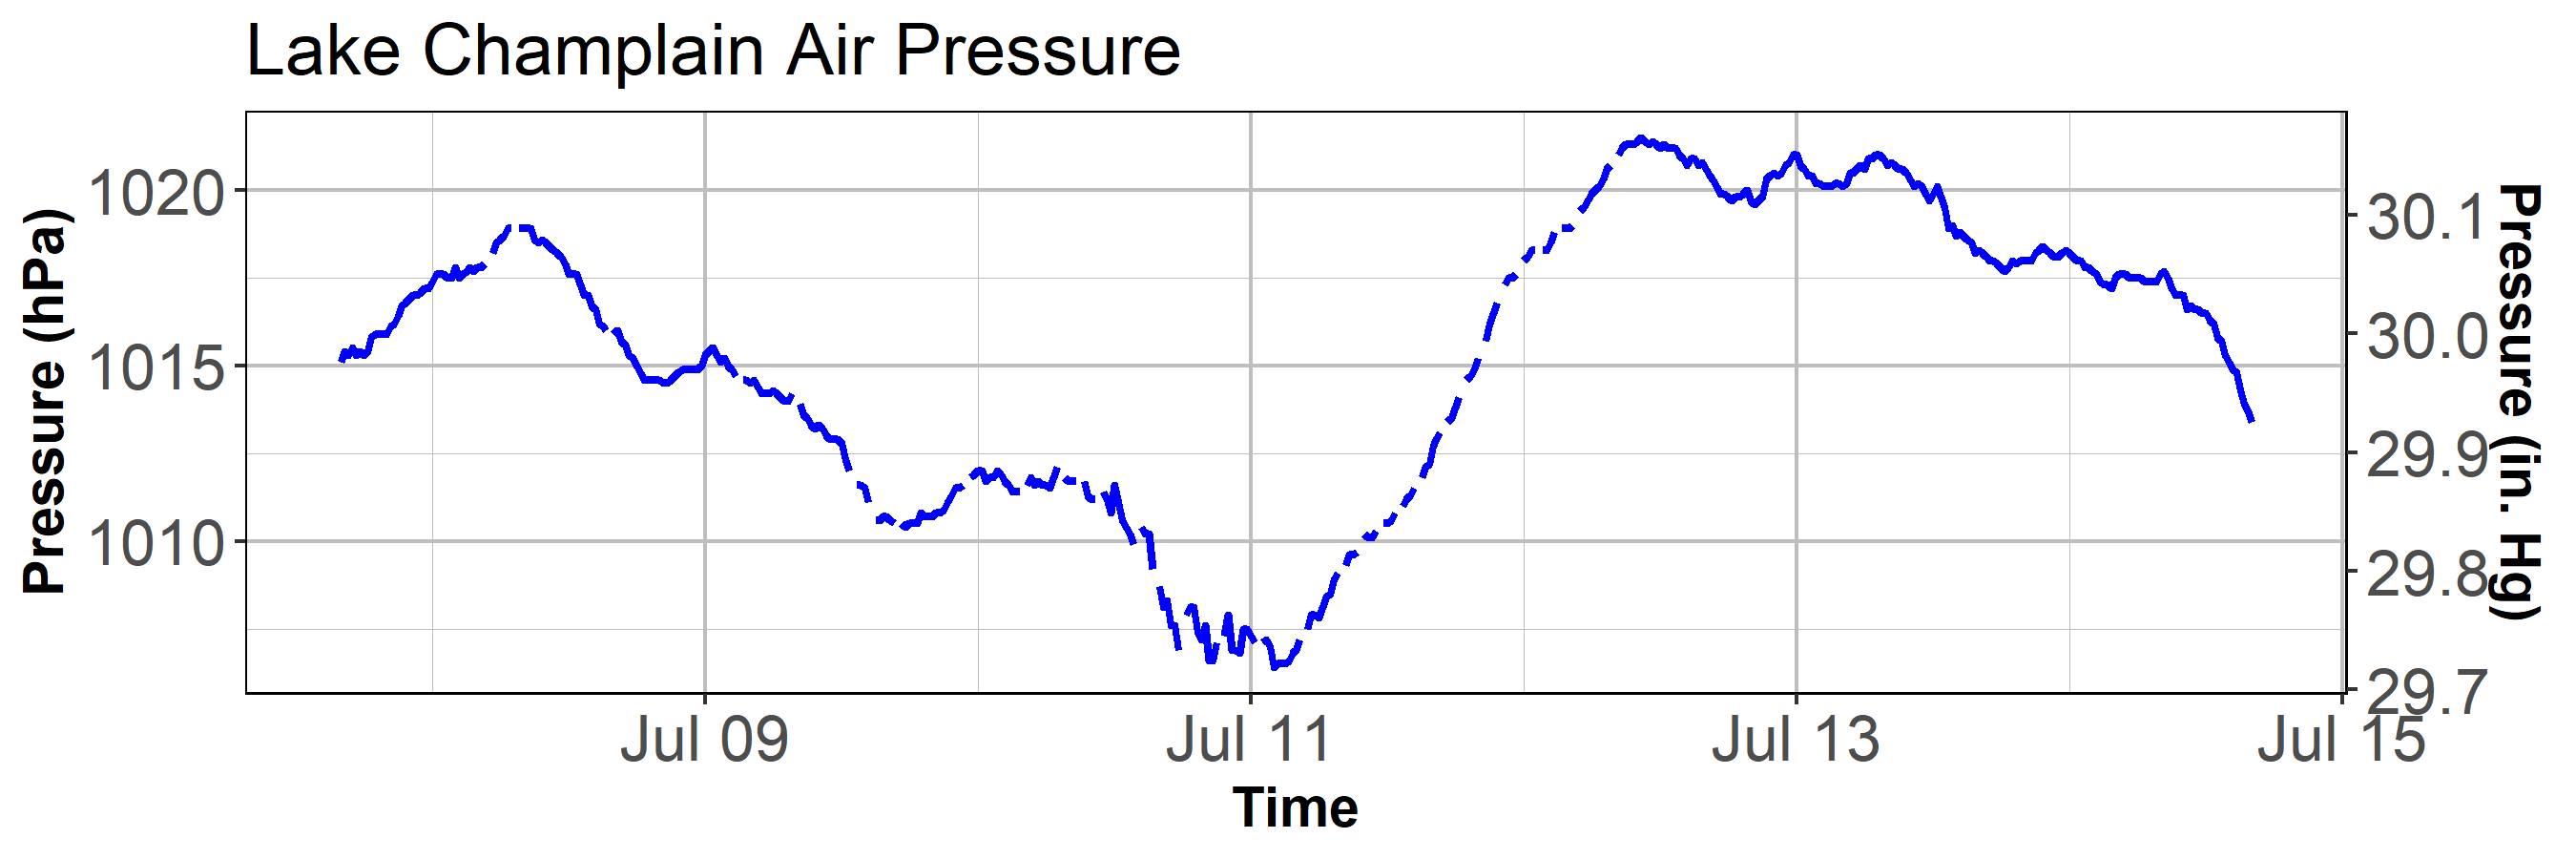 Lake Champlain Air Pressure
Pressure (hPa)
1020
1015
1010
30.1
30.0
29.9
29.8
29.7
Pressure (in. Hg)
Jul 09
Jul 11
Jul 13
Jul 15
Time